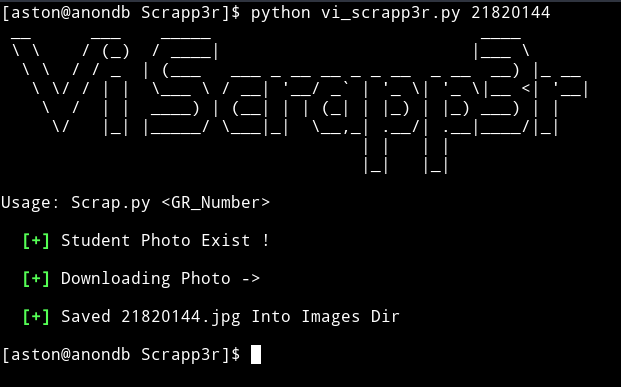 [aston@anondb Scrapp3r]$ python vi_scrapp3r.py 21820144
ViScrapp3r
Usage: Scrap.py <GR_Number>
[+] Student Photo Exist !
[+] Downloading Photo ->
[+] Saved 21820144.jpg Into Images Dir
[aston@anondb Scrapp3r]$